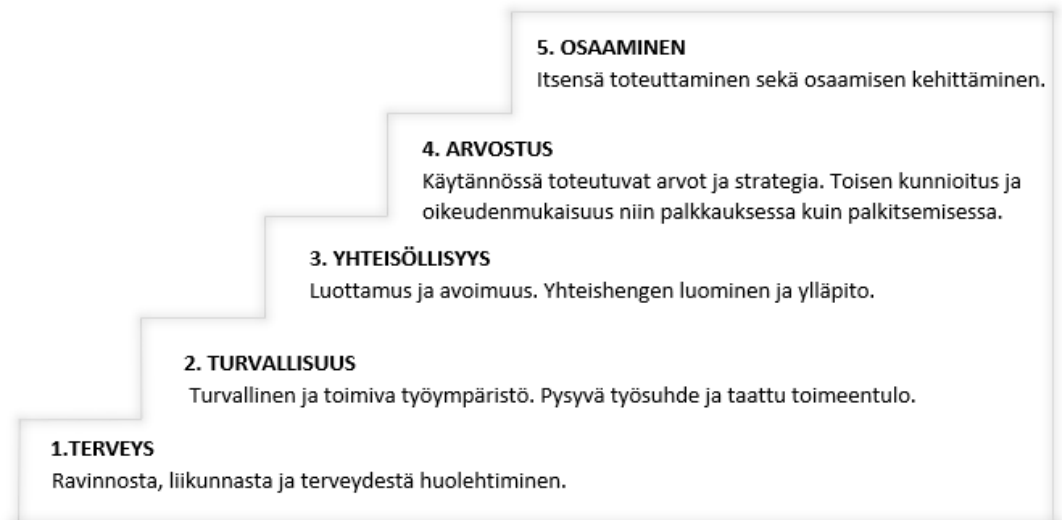 5. OSAAMINEN
Itsensä toteuttaminen sekä osaamisen kehittäminen.
4. ARVOSTUS
Käytännössä toteutuvat arvot ja strategia. Toisen kunnioitus ja
oikeudenmukaisuus niin palkkauksessa kuin palkitsemisessa.
3. YHTEISÖLLISYYS
Luottamus ja avoimuus. Yhteishengen luominen ja ylläpito.
2. TURVALLISUUS
Turvallinen ja toimiva työympäristö. Pysyvä työsuhde ja taattu toimeentulo.
1.TERVEYS
Ravinnosta, liikunnasta ja terveydestä huolehtiminen.